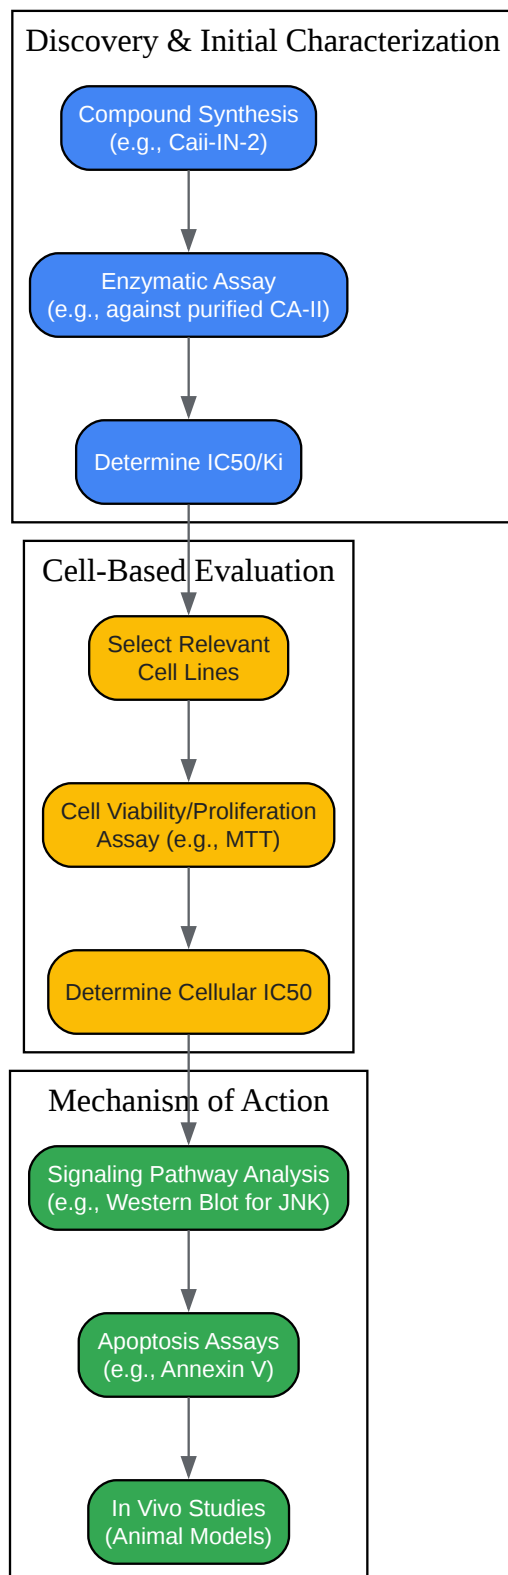 Discovery & Initial Characterization
Compound Synthesis
(e.g., Caii-IN-2)
Enzymatic Assay
(e.g., against purified CA-II)
Determine IC50/Ki
Cell-Based Evaluation
Select Relevant
Cell Lines
Cell Viability/Proliferation
Assay (e.g., MTT)
Determine Cellular IC50
Mechanism of Action
Signaling Pathway Analysis
(e.g., Western Blot for JNK)
Apoptosis Assays
(e.g., Annexin V)
In Vivo Studies
(Animal Models)